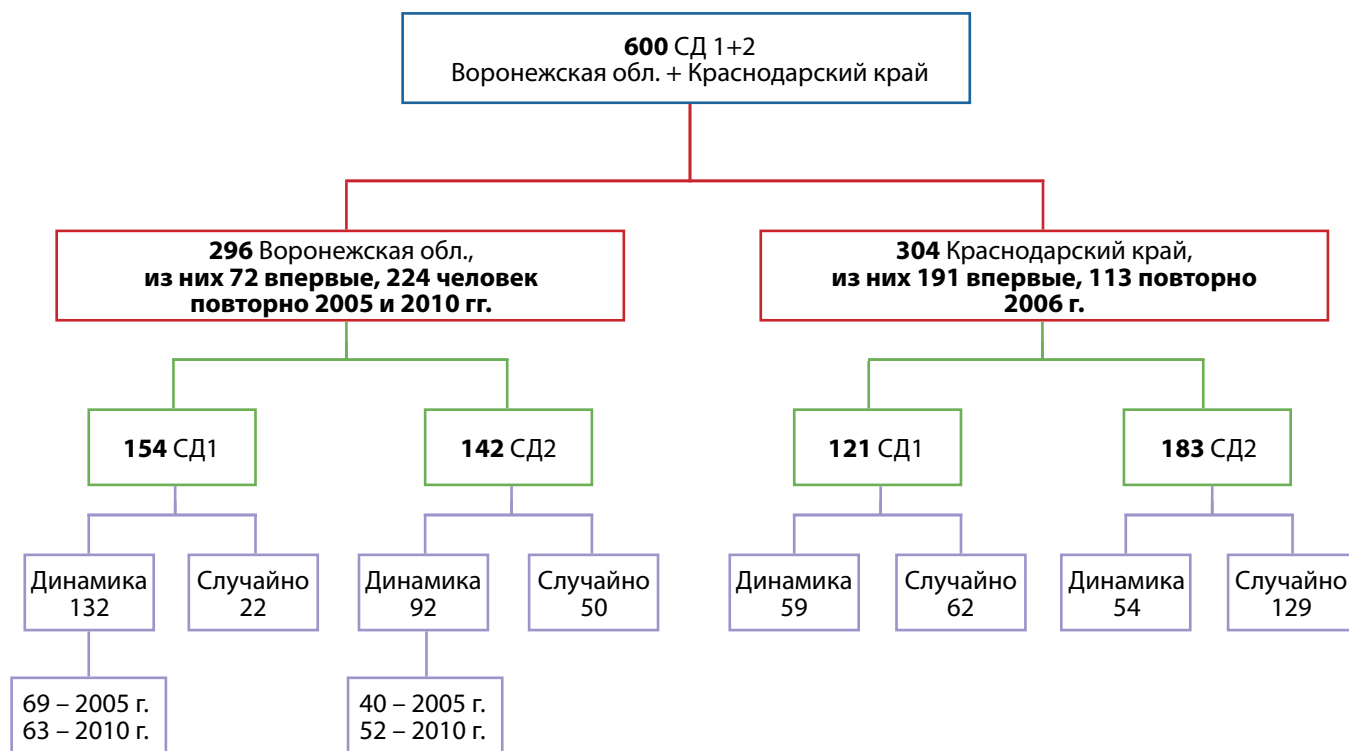 600 СД 1+2
Воронежская обл. + Краснодарский край
296 Воронежская обл.,
из них 72 впервые, 224 человек
повторно 2005 и 2010 гг.
304 Краснодарский край,
из них 191 впервые, 113 повторно
2006 г.
154 СД1
142 СД2
121 СД1
183 СД2
Динамика
132
Случайно
22
Динамика
92
Случайно
50
Динамика
59
Случайно
62
Динамика
54
Случайно
129
69 – 2005 г.
63 – 2010 г.
40 – 2005 г.
52 – 2010 г.